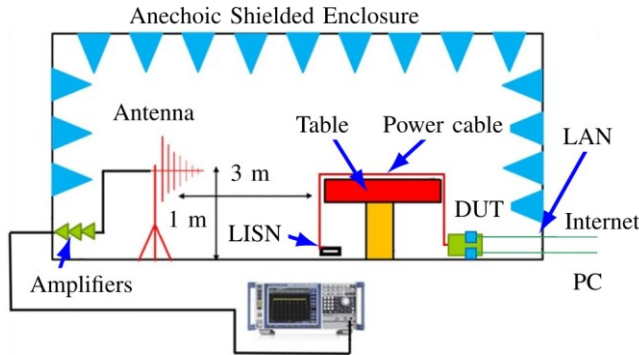 Anechoic Shielded Enclosure
Antenna
Table
Power cable
LAN
3 m
1 m
DUT
LISN
Internet
Amplifiers
PC